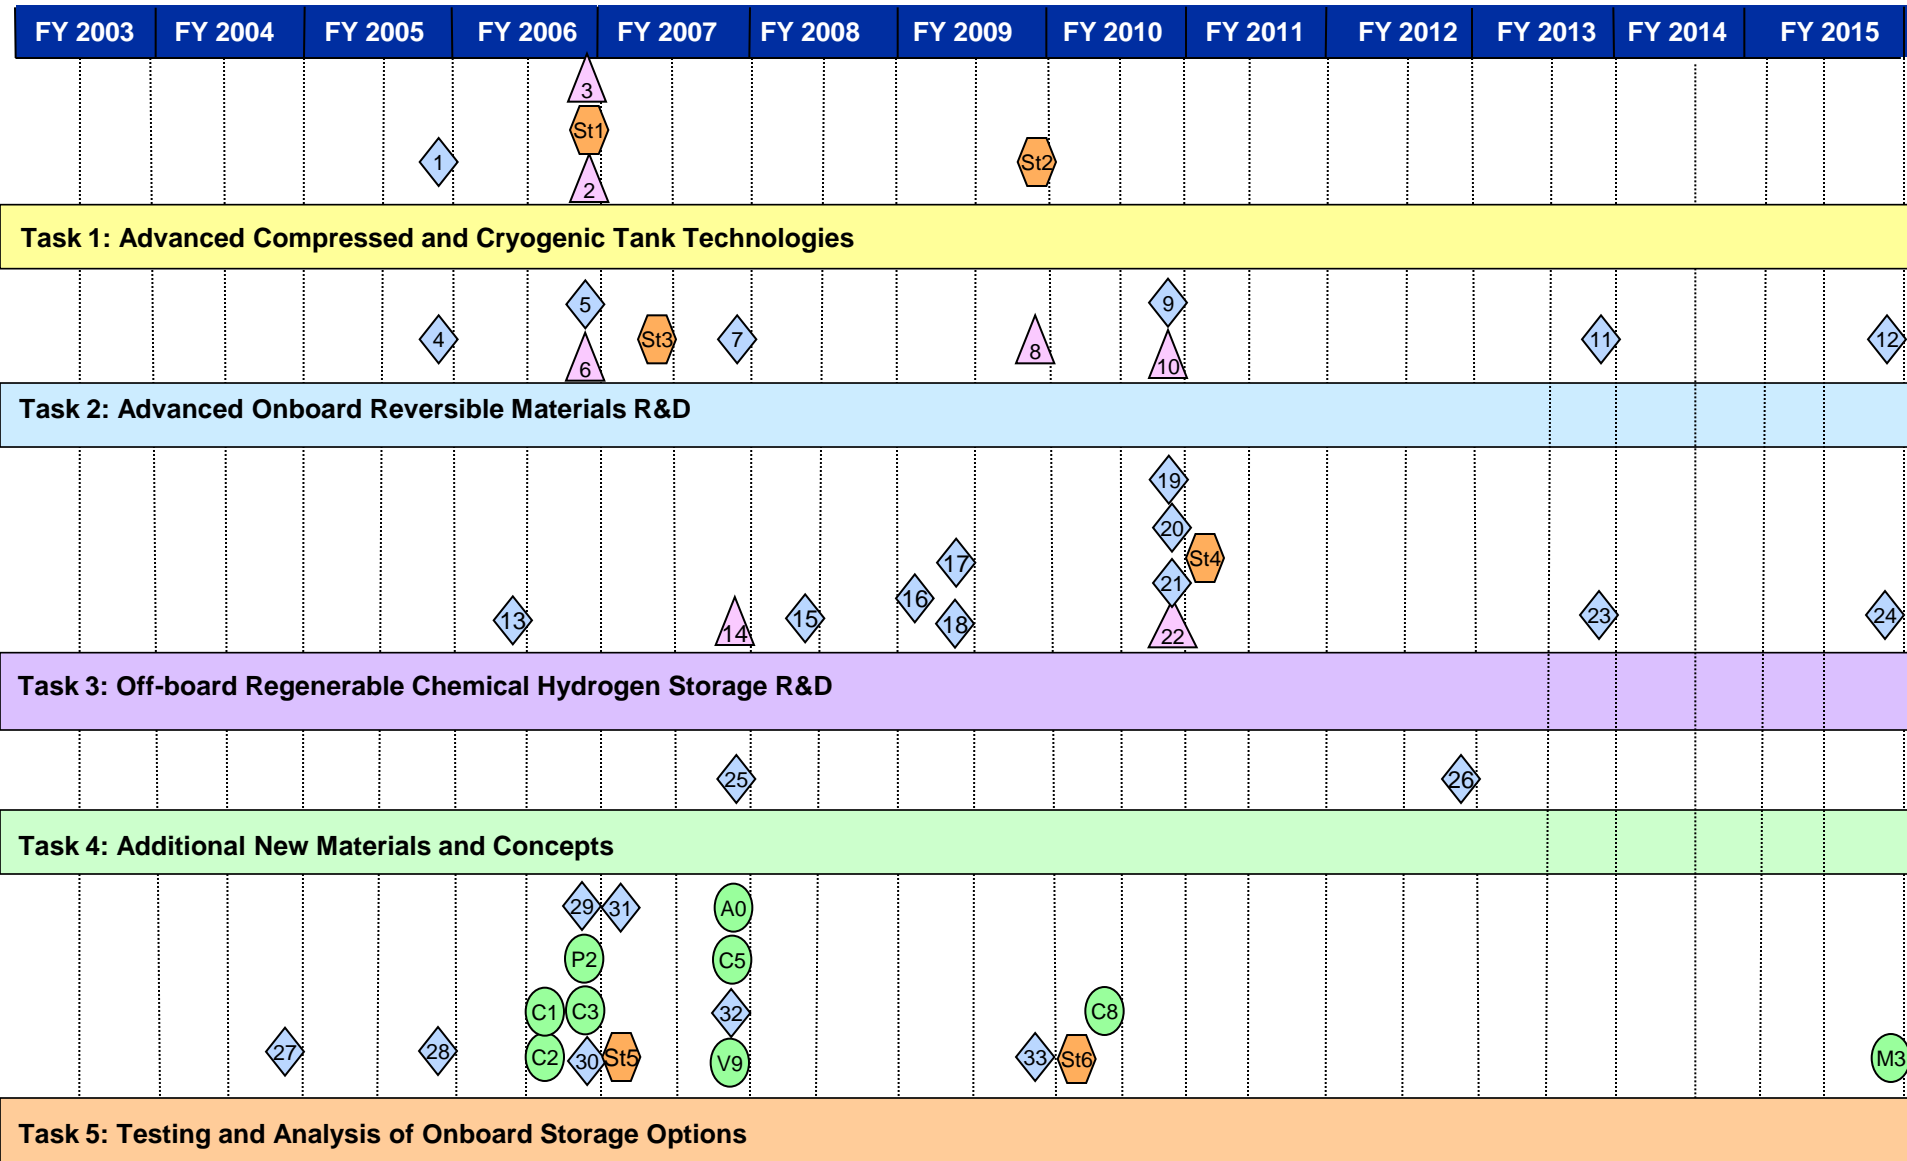 FY 2003 FY 2004 FY 2005 FY 2006 FY 2007 FY 2008 FY 2009 FY 2010 FY 2011 FY 2012 FY 2013 FY 2014 FY 2015
3
St1
1 St2
2
Task 1: Advanced Compressed and Cryogenic Tank Technologies
5 9
4 St3 7 8 11 12
6 10
Task 2: Advanced Onboard Reversible Materials R&D
19
20
17 St4
16 21
13 14 15 18 22 23 24
Task 3: Off-board Regenerable Chemical Hydrogen Storage R&D
25 26
Task 4: Additional New Materials and Concepts
29 31 A0
P2 C5
C1 C3 32 C8
27 28 C2 30 St5 V9 33 St6 M3
Task 5: Testing and Analysis of Onboard Storage Options